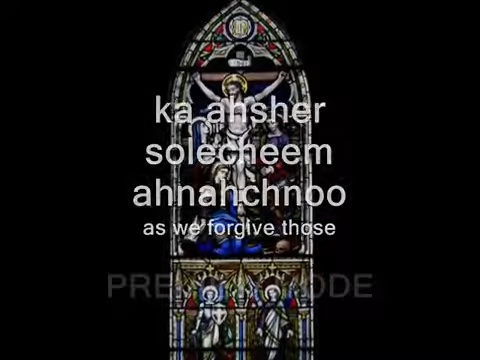 ka ahsher
solecheem
ahnahchnoo
as we forgive those